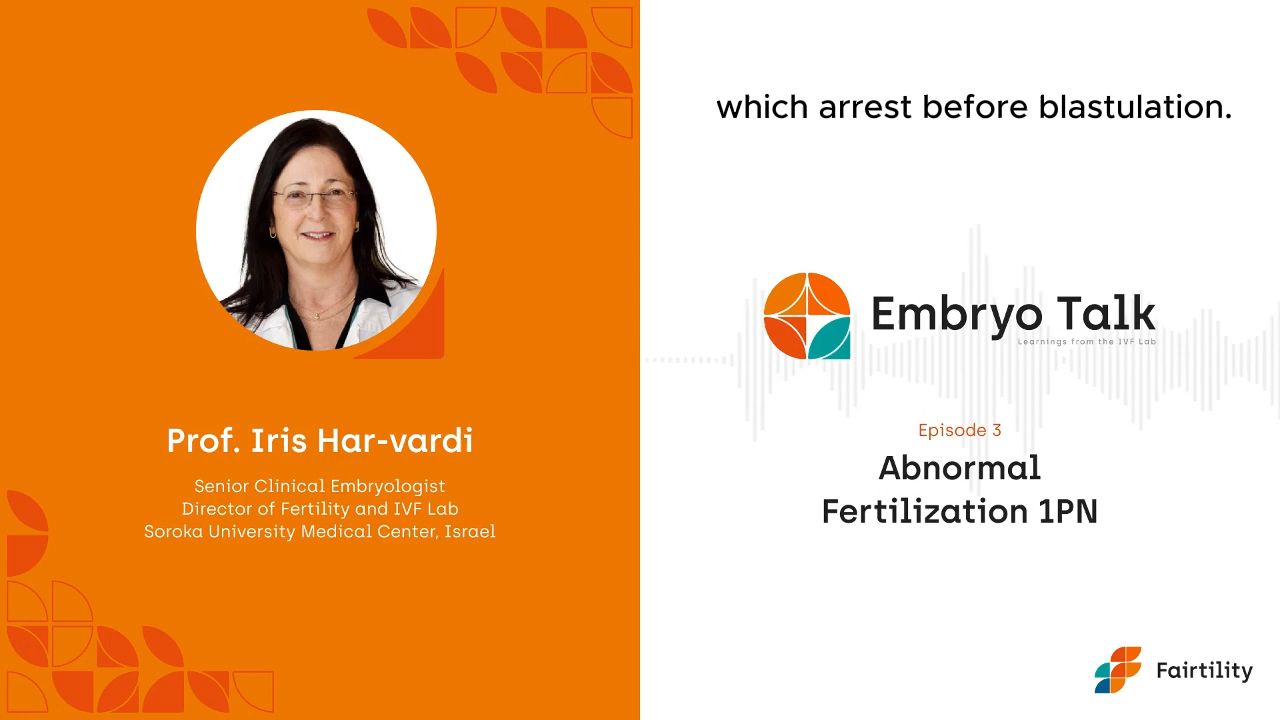 Prof. Iris Har-vardi
Senior Clinical Embryologist
Director of Fertility and IVF Lab
Soroka University Medical Center, Israel
which arrest before blastulation.
Embryo Talk
Learnings from the IVF Lab
Episode 3
Abnormal
Fertilization 1PN
Fairtility